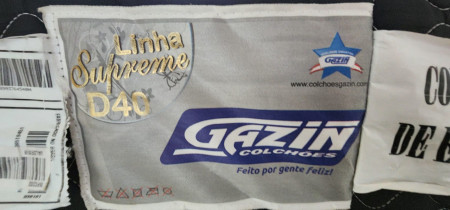 Linha
Supreme
D40
GAZIN
www.colchoesgazin.com
GAZIN
COLCHÕES
Feito por gente feliz!
CO
DE E